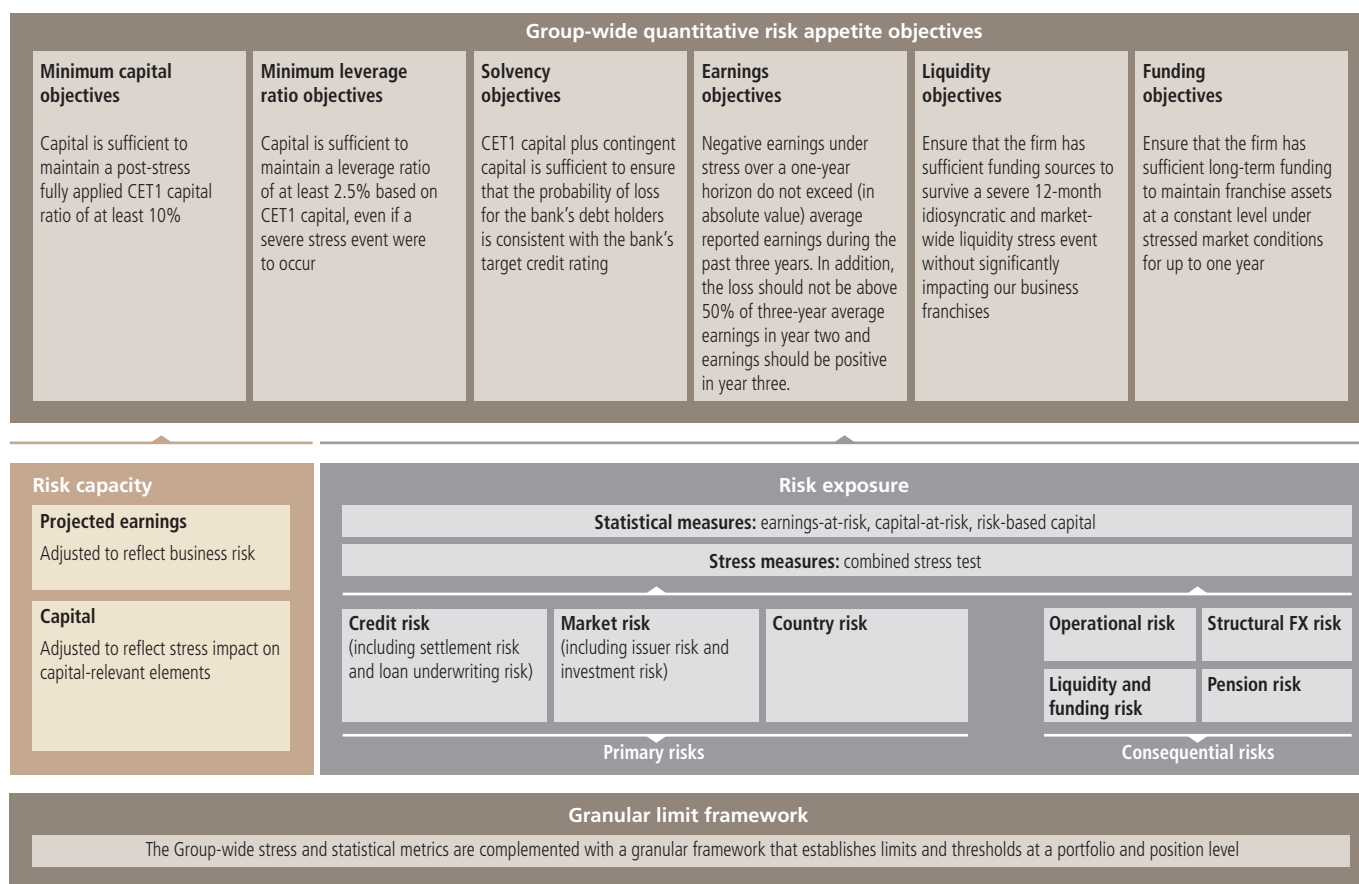 Group-wide quantitative risk appetite objectives
Minimum capital
objectives
Capital is sufficient to
maintain a post-stress
fully applied CET1 capital
ratio of at least 10%
Minimum leverage
ratio objectives
Capital is sufficient to
maintain a leverage ratio
of at least 2.5% based on
CET1 capital, even if a
severe stress event were
to occur
Solvency
objectives
CET1 capital plus contingent
capital is sufficient to ensure
that the probability of loss
for the bank’s debt holders
is consistent with the bank’s
target credit rating
Earnings
objectives
Negative earnings under
stress over a one-year
horizon do not exceed (in
absolute value) average
reported earnings during the
past three years. In addition,
the loss should not be above
50% of three-year average
earnings in year two and
earnings should be positive
in year three.
Liquidity
objectives
Ensure that the firm has
sufficient funding sources to
survive a severe 12-month
idiosyncratic and market-
wide liquidity stress event
without significantly
impacting our business
franchises
Funding
objectives
Ensure that the firm has
sufficient long-term funding
to maintain franchise assets
at a constant level under
stressed market conditions
for up to one year
Risk capacity
Projected earnings
Adjusted to reflect business risk
Capital
Adjusted to reflect stress impact on
capital-relevant elements
Risk exposure
Statistical measures: earnings-at-risk, capital-at-risk, risk-based capital
Stress measures: combined stress test
Credit risk
(including settlement risk
and loan underwriting risk)
Market risk
(including issuer risk and
investment risk)
Country risk
Primary risks
Operational risk
Structural FX risk
Liquidity and
funding risk
Pension risk
Consequential risks
Granular limit framework
The Group-wide stress and statistical metrics are complemented with a granular framework that establishes limits and thresholds at a portfolio and position level